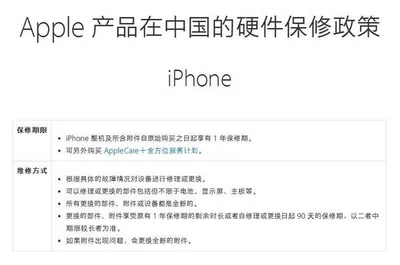 Apple 产品在中国的硬件保修政策
iPhone
保修期限
• iPhone 整机及所含附件自原始购买之日起享有 1 年保修期。
• 可另外购买 AppleCare+全方位服务计划。
维修方式
• 根据具体的故障情况对设备进行修理或更换。
• 可以修理或更换的部件包括但不限于电池、显示屏、主板等。
• 所有更换的部件、附件或设备都是全新的。
• 更换的部件、附件享受原有 1 年保修期的剩余时长或者自修理或更换日起 90 天的保修期，以二者中
期限较长者为准。
• 如果附件出现问题，会更换全新的附件。